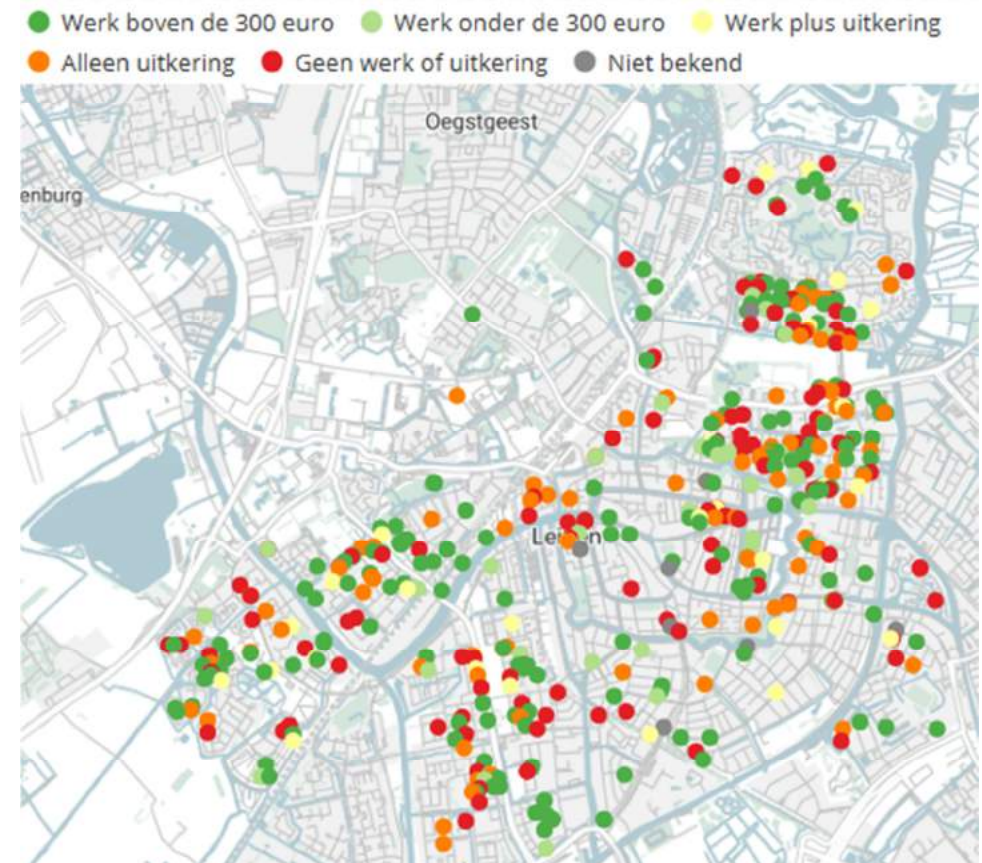 Werk boven de 300 euro Werk onder de 300 euro Werk plus uitkering
Alleen uitkering Geen werk of uitkering Niet bekend
Oegstgeest
enburg